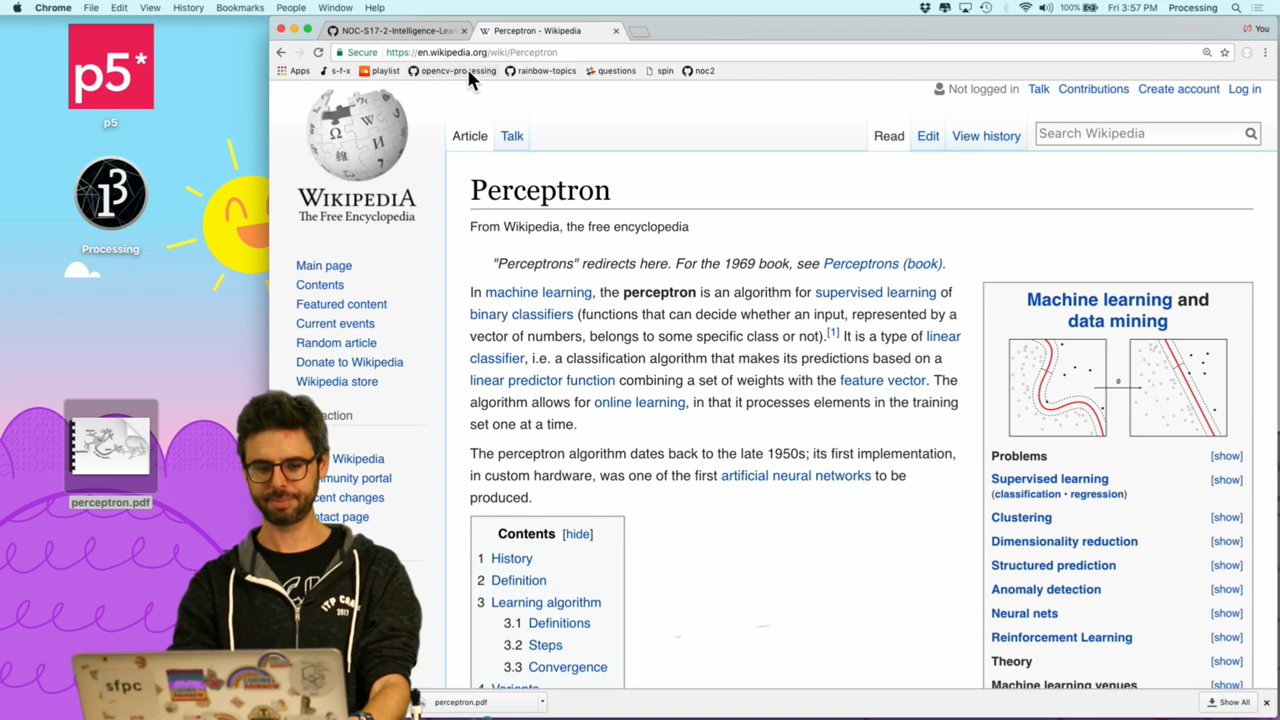 Chrome File Edit View History Bookmarks People Window Help 100% Fri 3:57 PM Processing
NOC-S17-2-Intelligence-Lear
Perceptron - Wikipedia
You
Secure https://en.wikipedia.org/wiki/Perceptron
Apps s-f-x playlist opencv-processing rainbow-topics questions spin noc2
p5*
p5
Processing
perceptron.pdf
Not logged in Talk Contributions Create account Log in
Article Talk Read Edit View history Search Wikipedia
WIKIPEDIA
The Free Encyclopedia
Main page
Contents
Featured content
Current events
Random article
Donate to Wikipedia
Wikipedia store
Perceptron
From Wikipedia, the free encyclopedia
"Perceptrons" redirects here. For the 1969 book, see Perceptrons (book).
In machine learning, the perceptron is an algorithm for supervised learning of
binary classifiers (functions that can decide whether an input, represented by a
vector of numbers, belongs to some specific class or not).[1] It is a type of linear
classifier, i.e. a classification algorithm that makes its predictions based on a
linear predictor function combining a set of weights with the feature vector. The
algorithm allows for online learning, in that it processes elements in the training
set one at a time.
The perceptron algorithm dates back to the late 1950s; its first implementation,
in custom hardware, was one of the first artificial neural networks to be
produced.
Contents [hide]
1 History
2 Definition
3 Learning algorithm
3.1 Definitions
3.2 Steps
3.3 Convergence
Machine learning and
data mining
Problems [show]
Supervised learning [show]
(classification • regression)
Clustering [show]
Dimensionality reduction [show]
Structured prediction [show]
Anomaly detection [show]
Neural nets [show]
Reinforcement Learning [show]
Theory [show]
Machine learning venues [show]
sfpc
ITP
2017
perceptron.pdf
Show All